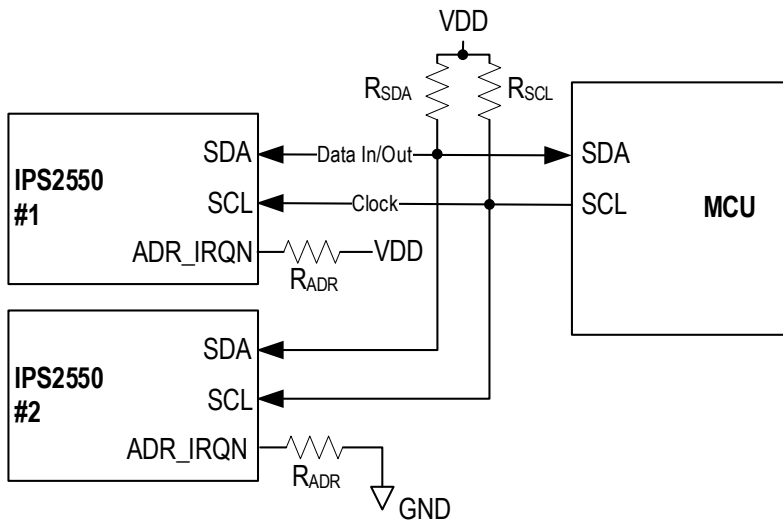 VDD
RSDA
RSCL
IPS2550
#1
SDA
Data In/Out
SDA
SCL
Clock
SCL
MCU
ADR_IRQN
RADR
VDD
IPS2550
#2
SDA
SCL
ADR_IRQN
RADR
GND